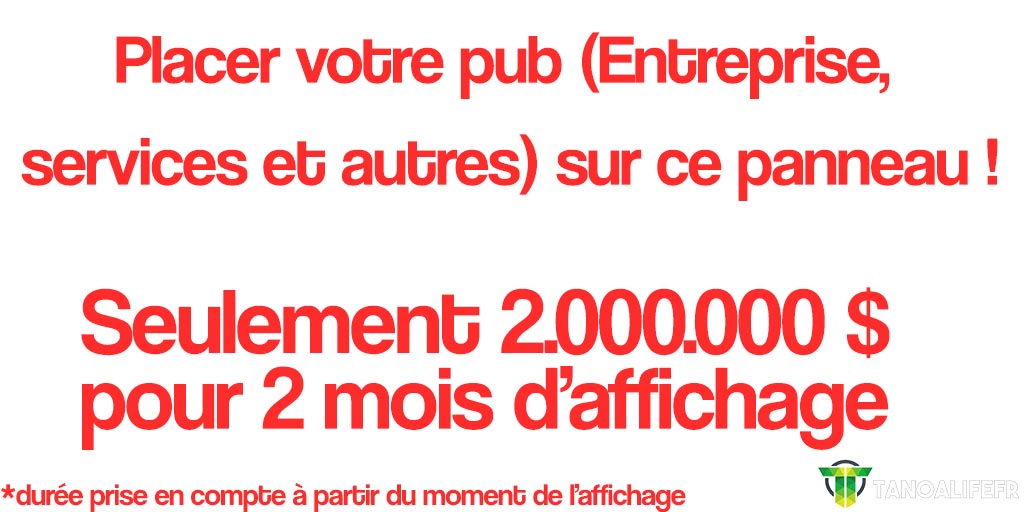 Placer votre pub (Entreprise,
services et autres) sur ce panneau !
Seulement 2.000.000 $
pour 2 mois d'affichage
*durée prise en compte à partir du moment de l'affichage
TANOALIFEFR